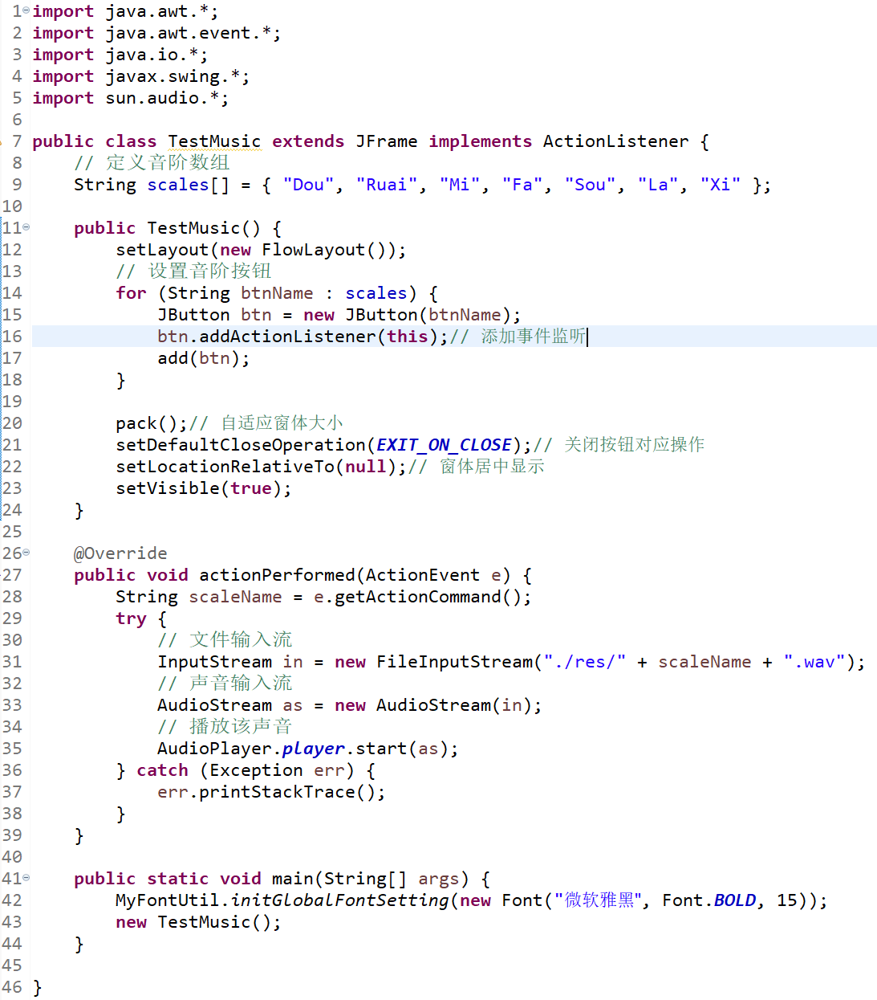 1 import java.awt.*;
2 import java.awt.event.*;
3 import java.io.*;
4 import javax.swing.*;
5 import sun.audio.*;
6
7 public class TestMusic extends JFrame implements ActionListener {
8     // 定义音阶数组
9     String scales[] = { "Dou", "Ruai", "Mi", "Fa", "Sou", "La", "Xi" };
10
11     public TestMusic() {
12         setLayout(new FlowLayout());
13         // 设置音阶按钮
14         for (String btnName : scales) {
15             JButton btn = new JButton(btnName);
16             btn.addActionListener(this);// 添加事件监听
17             add(btn);
18         }
19
20         pack();// 自适应窗体大小
21         setDefaultCloseOperation(EXIT_ON_CLOSE);// 关闭按钮对应操作
22         setLocationRelativeTo(null);// 窗体居中显示
23         setVisible(true);
24     }
25
26     @Override
27     public void actionPerformed(ActionEvent e) {
28         String scaleName = e.getActionCommand();
29         try {
30             // 文件输入流
31             InputStream in = new FileInputStream("./res/" + scaleName + ".wav");
32             // 声音输入流
33             AudioStream as = new AudioStream(in);
34             // 播放该声音
35             AudioPlayer.player.start(as);
36         } catch (Exception err) {
37             err.printStackTrace();
38         }
39     }
40
41     public static void main(String[] args) {
42         MyFontUtil.initGlobalFontSetting(new Font("微软雅黑", Font.BOLD, 15));
43         new TestMusic();
44     }
45
46 }